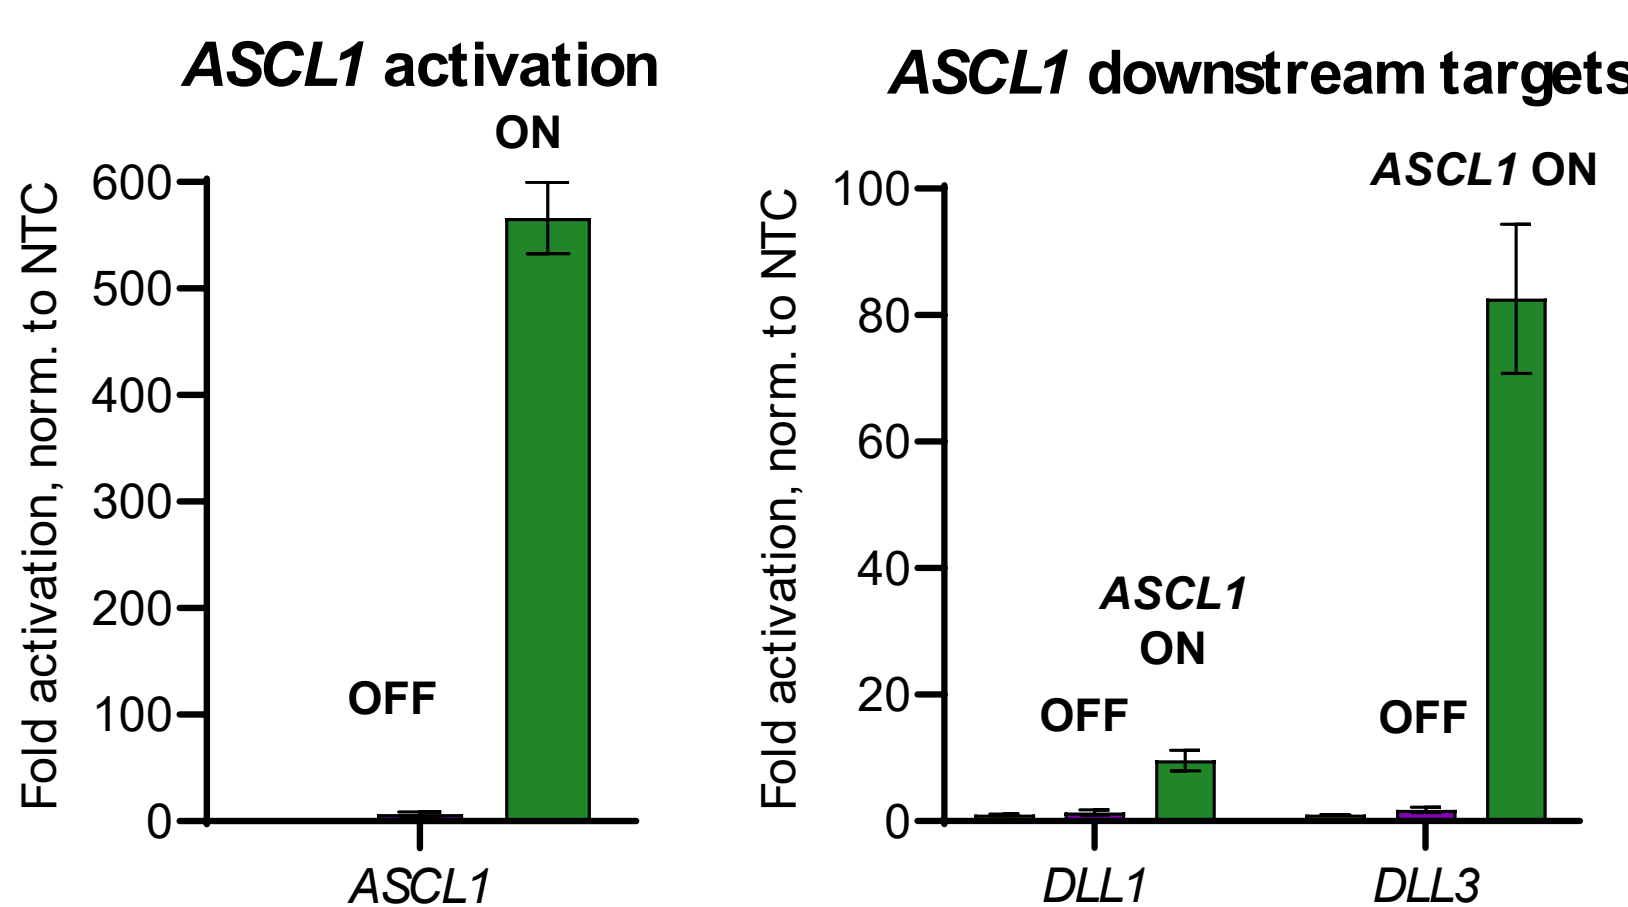 ASCL1 activation
ON
Fold activation, norm. to NTC
600
500
400
300
200
100
0
OFF
ASCL1
ASCL1 downstream targets
ASCL1 ON
Fold activation, norm. to NTC
100
80
60
40
20
0
ASCL1
ON
OFF
OFF
DLL1
DLL3